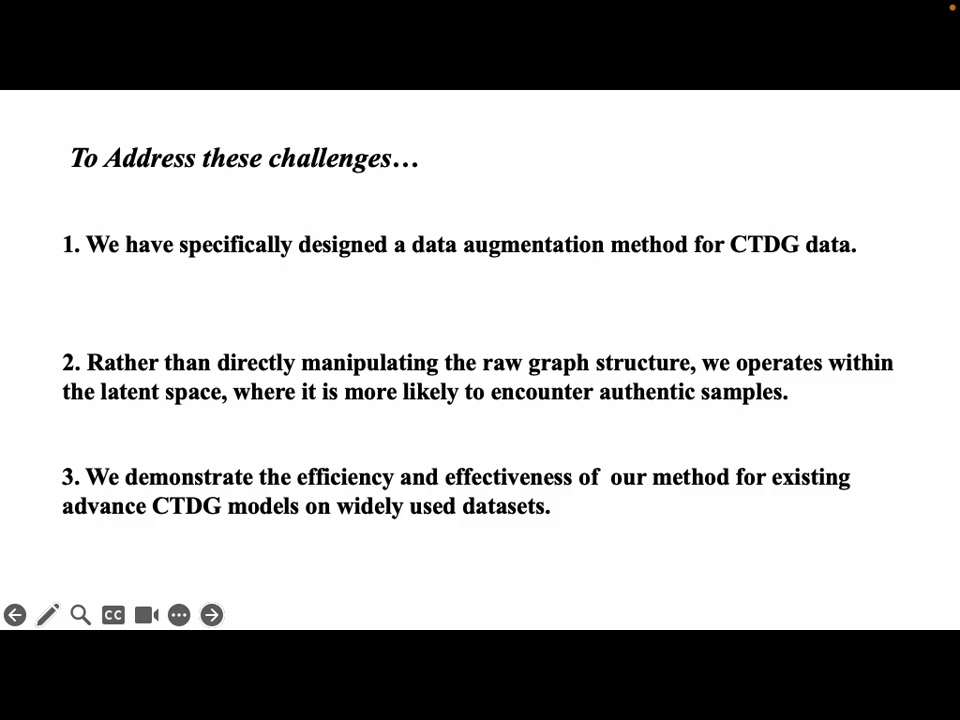 To Address these challenges…
1. We have specifically designed a data augmentation method for CTDG data.
2. Rather than directly manipulating the raw graph structure, we operates within
the latent space, where it is more likely to encounter authentic samples.
3. We demonstrate the efficiency and effectiveness of  our method for existing
advance CTDG models on widely used datasets.
CC